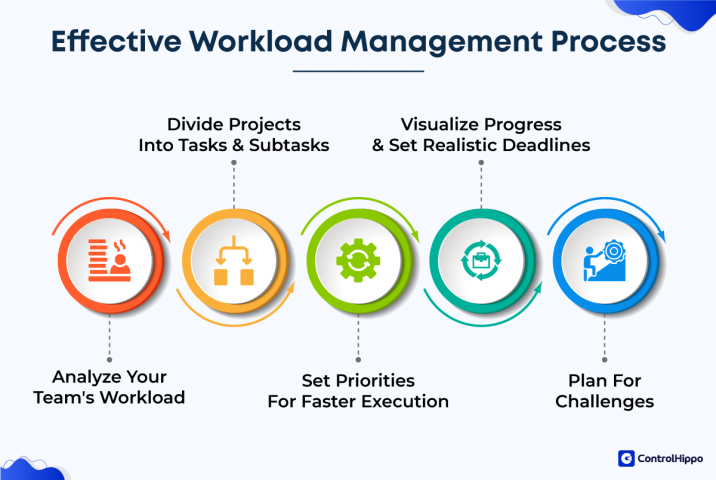 Effective Workload Management Process
Divide Projects
Into Tasks & Subtasks
Visualize Progress
& Set Realistic Deadlines
Analyze Your
Team's Workload
Set Priorities
For Faster Execution
Plan For
Challenges
ControlHippo